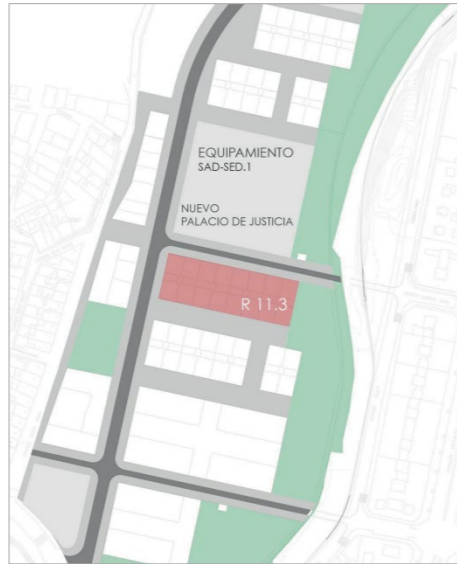 EQUIPAMIENTO
SAD-SED.1
NUEVO
PALACIO DE JUSTICIA
R 11.3